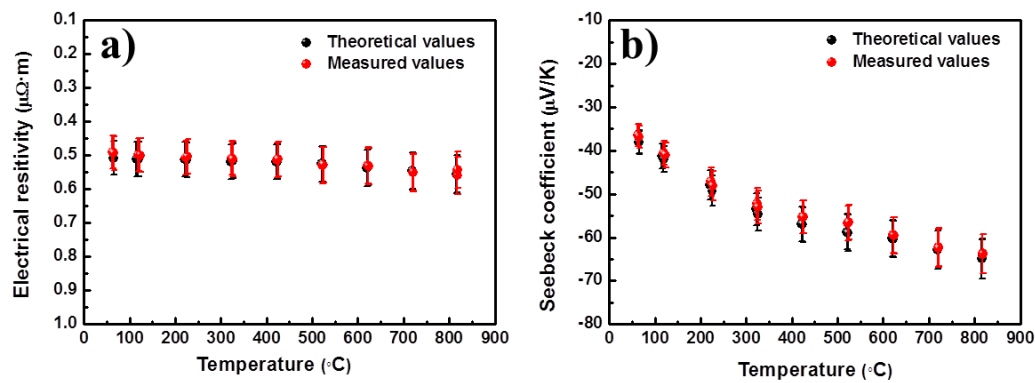 a)
Theoretical values
Measured values
0.1
0.2
0.3
0.4
0.5
0.6
0.7
0.8
0.9
1.0
Electrical resitivity (μΩ·m)
0 100 200 300 400 500 600 700 800 900
Temperature (◦C)
b)
Theoretical values
Measured values
-10
-20
-30
-40
-50
-60
-70
-80
Seebeck coefficient (μV/K)
0 100 200 300 400 500 600 700 800 900
Temperature (◦C)